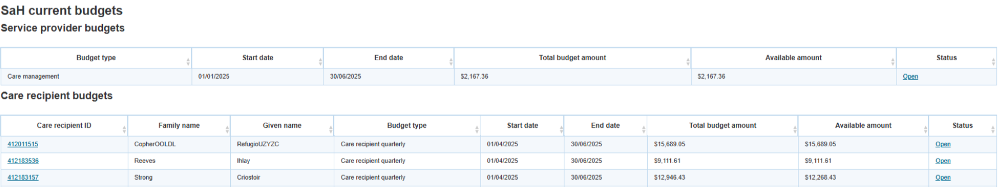 SaH current budgets
Service provider budgets
Budget type Start date End date Total budget amount Available amount Status
Care management 01/01/2025 30/06/2025 $2,167.36 $2,167.36 Open
Care recipient budgets
Care recipient ID Family name Given name Budget type Start date End date Total budget amount Available amount Status
412011515 CopherOOLDL RefugioUZYZC Care recipient quarterly 01/04/2025 30/06/2025 $15,689.05 $15,689.05 Open
412183536 Reeves Ihlay Care recipient quarterly 01/04/2025 30/06/2025 $9,111.61 $9,111.61 Open
412183157 Strong Criostoir Care recipient quarterly 01/04/2025 30/06/2025 $12,946.43 $12,268.43 Open